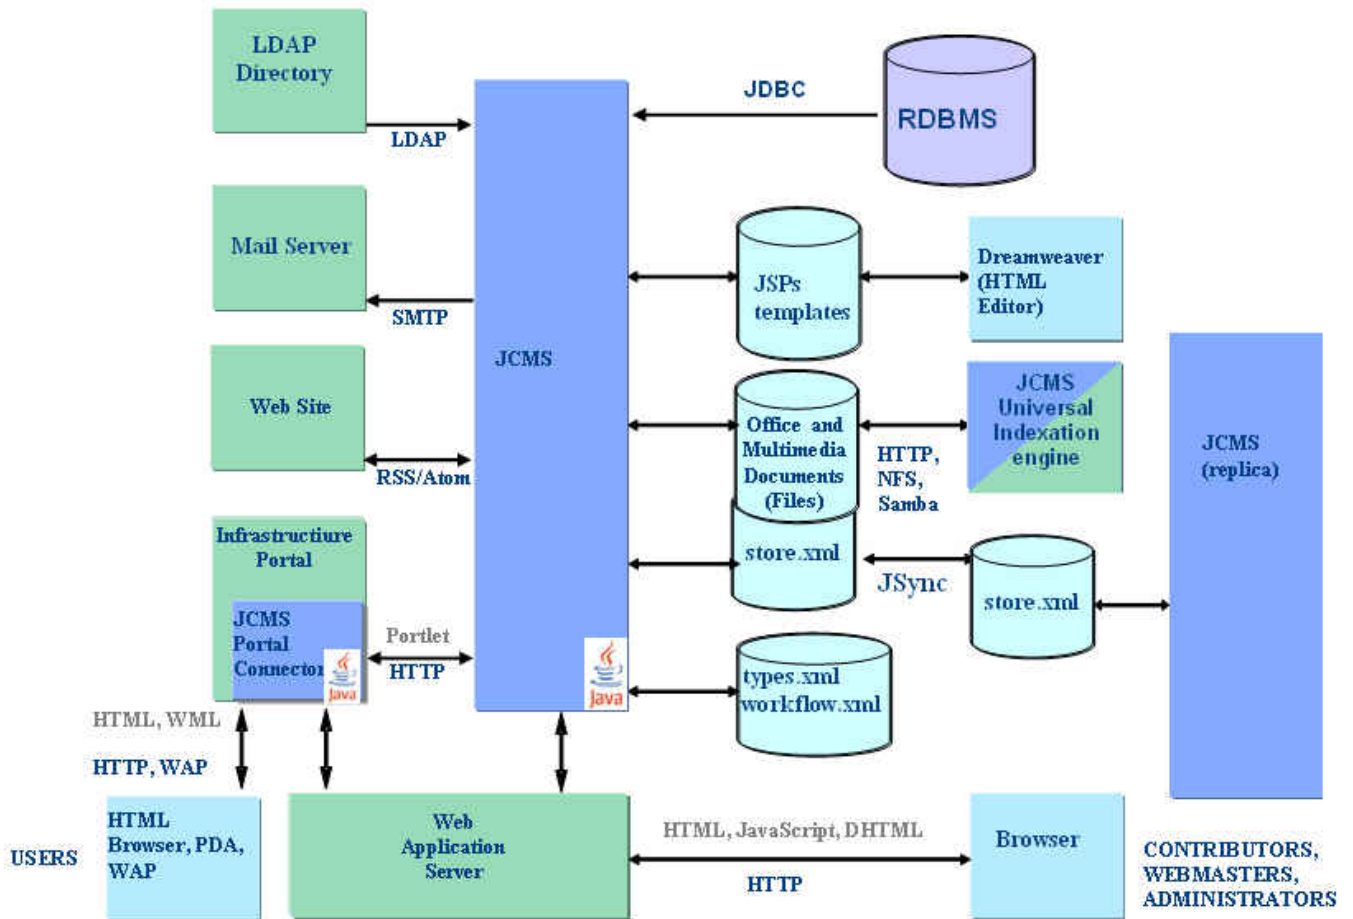 LDAP
Directory
LDAP
JDBC
RDBMS
Mail Server
SMTP
JCMS
JSPs
templates
Dreamweaver
(HTML
Editor)
Web Site
RSS/Atom
Office and
Multimedia
Documents
(Files)
HTTP,
NFS,
Samba
JCMS
Universal
Indexation
engine
JCMS
(replica)
Infrastructiure
Portal
JCMS
Portal
Connector
Java
Portlet
HTTP
Java
store.xml
JSync
store.xml
types.xml
workflow.xml
HTML, WML
HTTP, WAP
USERS
HTML
Browser, PDA,
WAP
Web
Application
Server
HTML, JavaScript, DHTML
HTTP
Browser
CONTRIBUTORS,
WEBMASTERS,
ADMINISTRATORS